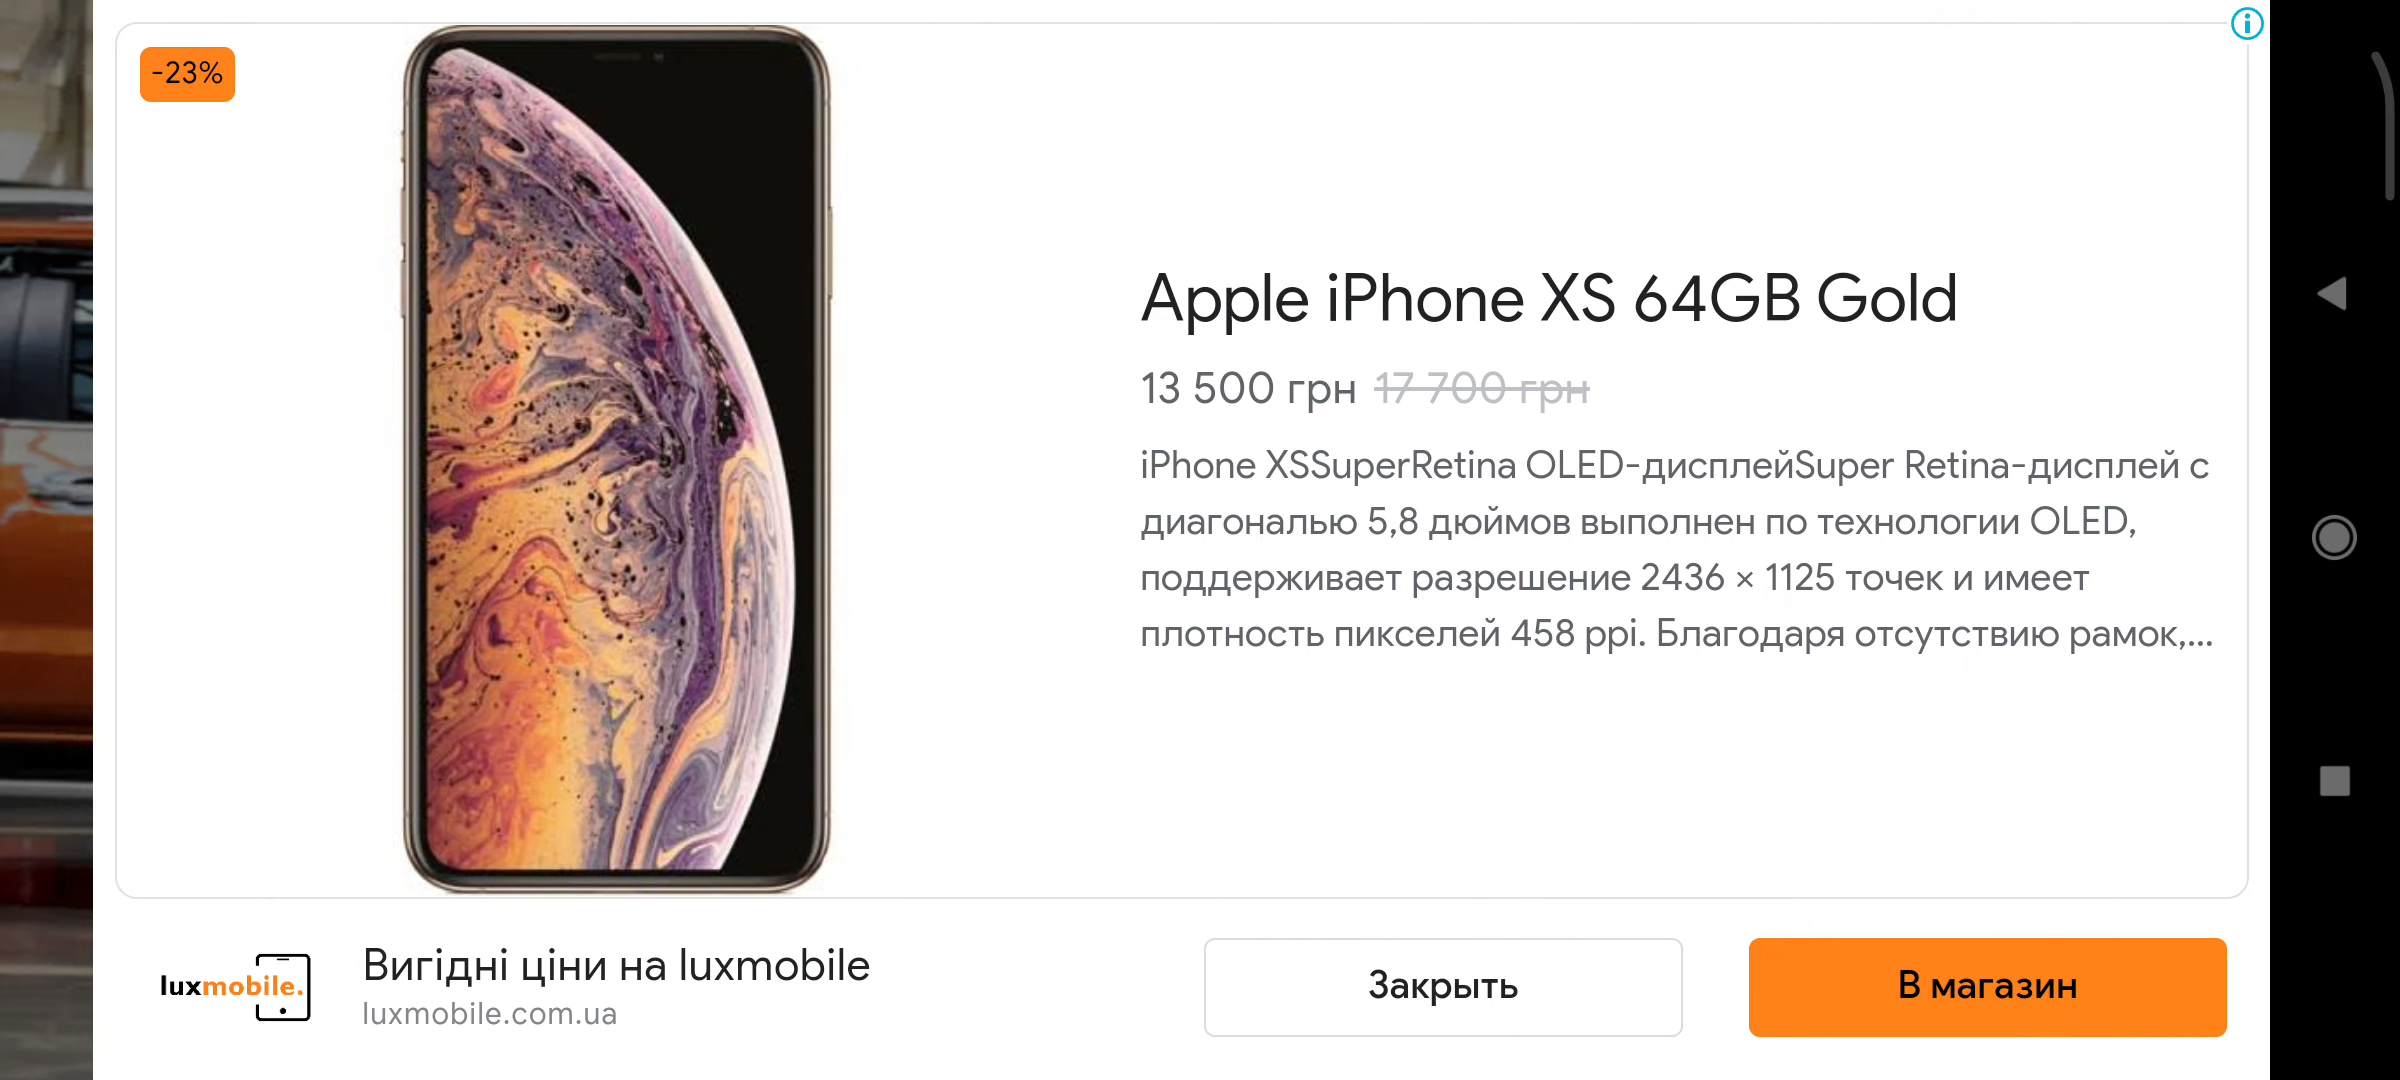 -23%
Apple iPhone XS 64GB Gold
13 500 грн 17 700 грн
iPhone XSSuperRetina OLED-дисплейSuper Retina-дисплей с
диагональю 5,8 дюймов выполнен по технологии OLED,
поддерживает разрешение 2436 × 1125 точек и имеет
плотность пикселей 458 ppi. Благодаря отсутствию рамок,...
luxmobile.
Вигідні ціни на luxmobile
luxmobile.com.ua
Закрыть
В магазин